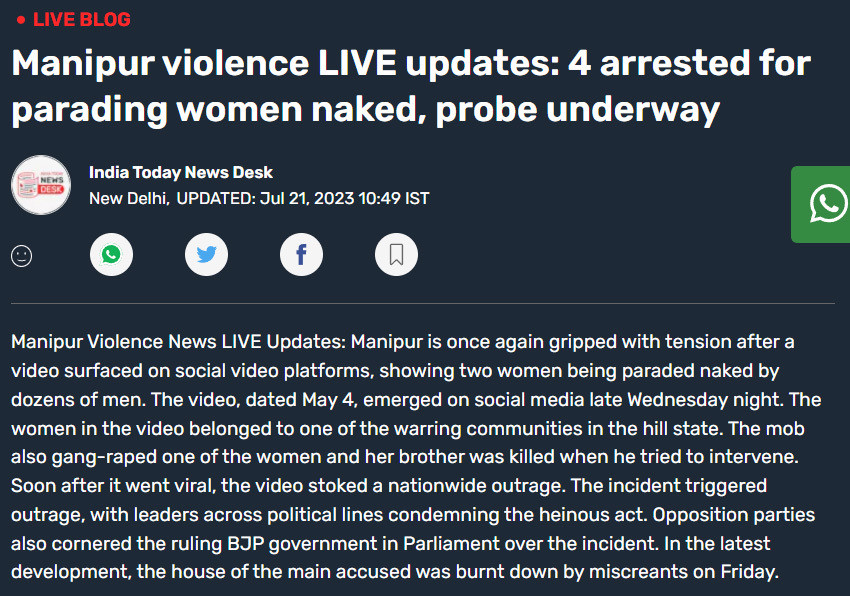 LIVE BLOG
Manipur violence LIVE updates: 4 arrested for
parading women naked, probe underway
NEWS
DESK
India Today News Desk
New Delhi, UPDATED: Jul 21, 2023 10:49 IST
f
Manipur Violence News LIVE Updates: Manipur is once again gripped with tension after a
video surfaced on social video platforms, showing two women being paraded naked by
dozens of men. The video, dated May 4, emerged on social media late Wednesday night. The
women in the video belonged to one of the warring communities in the hill state. The mob
also gang-raped one of the women and her brother was killed when he tried to intervene.
Soon after it went viral, the video stoked a nationwide outrage. The incident triggered
outrage, with leaders across political lines condemning the heinous act. Opposition parties
also cornered the ruling BJP government in Parliament over the incident. In the latest
development, the house of the main accused was burnt down by miscreants on Friday.